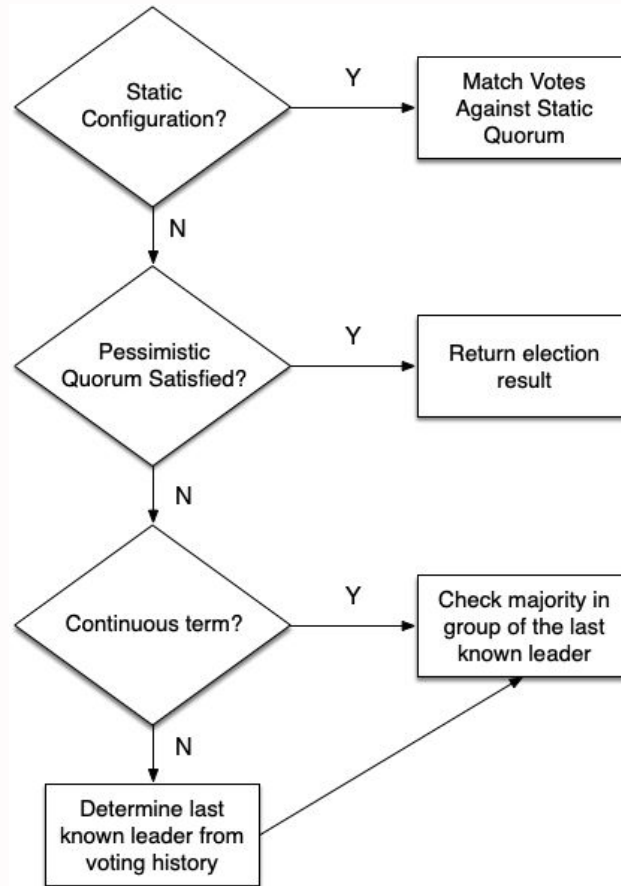 Static
Configuration?
Y
Match Votes
Against Static
Quorum
N
Pessimistic
Quorum Satisfied?
Y
Return election
result
N
Continuous term?
Y
Check majority in
group of the last
known leader
N
Determine last
known leader from
voting history